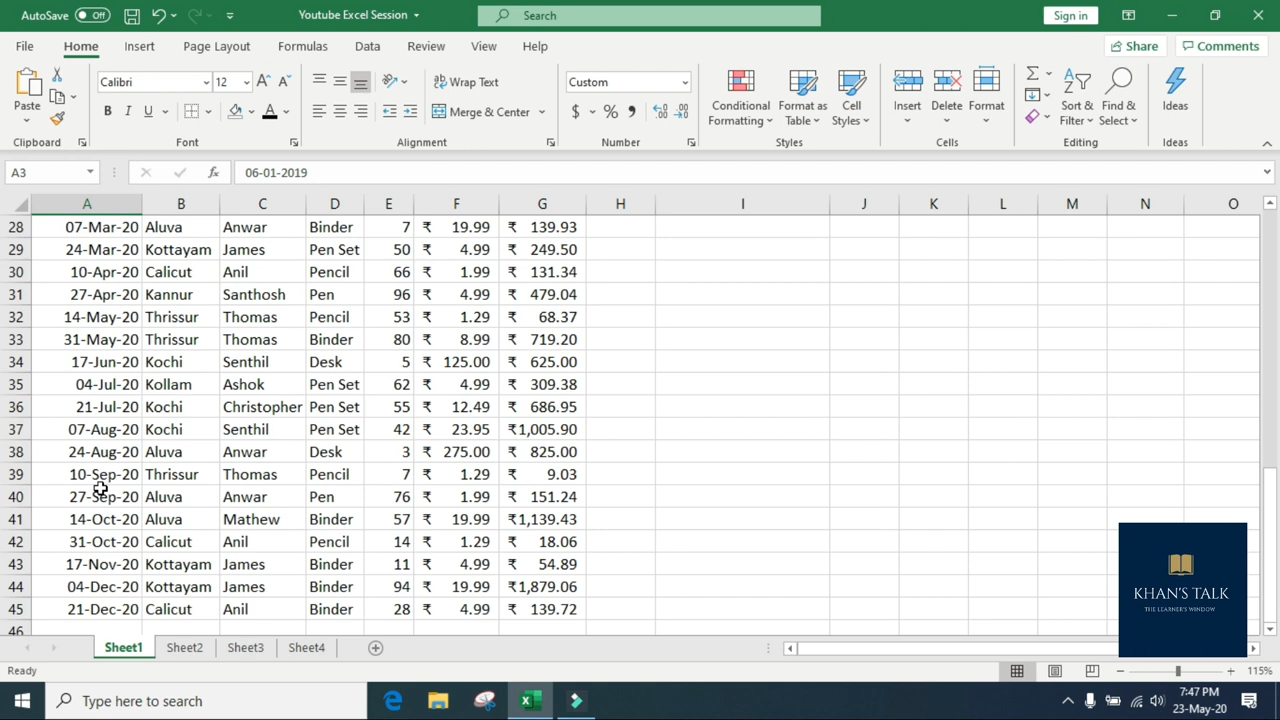 AutoSave Off Youtube Excel Session Search Sign in
File Home Insert Page Layout Formulas Data Review View Help Share Comments
Paste Calibri 12 Wrap Text Custom Conditional Formatting Format as Table Cell Styles Insert Delete Format Sort & Filter Find & Select Ideas
B I U A Merge & Center $ % ,
Clipboard Font Alignment Number Styles Cells Editing Ideas
A3 fx 06-01-2019
A B C D E F G H I J K L M N O
28 07-Mar-20 Aluva Anwar Binder 7 ₹ 19.99 ₹ 139.93
29 24-Mar-20 Kottayam James Pen Set 50 ₹ 4.99 ₹ 249.50
30 10-Apr-20 Calicut Anil Pencil 66 ₹ 1.99 ₹ 131.34
31 27-Apr-20 Kannur Santhosh Pen 96 ₹ 4.99 ₹ 479.04
32 14-May-20 Thrissur Thomas Pencil 53 ₹ 1.29 ₹ 68.37
33 31-May-20 Thrissur Thomas Binder 80 ₹ 8.99 ₹ 719.20
34 17-Jun-20 Kochi Senthil Desk 5 ₹ 125.00 ₹ 625.00
35 04-Jul-20 Kollam Ashok Pen Set 62 ₹ 4.99 ₹ 309.38
36 21-Jul-20 Kochi Christopher Pen Set 55 ₹ 12.49 ₹ 686.95
37 07-Aug-20 Kochi Senthil Pen Set 42 ₹ 23.95 ₹1,005.90
38 24-Aug-20 Aluva Anwar Desk 3 ₹ 275.00 ₹ 825.00
39 10-Sep-20 Thrissur Thomas Pencil 7 ₹ 1.29 ₹ 9.03
40 27-Sep-20 Aluva Anwar Pen 76 ₹ 1.99 ₹ 151.24
41 14-Oct-20 Aluva Mathew Binder 57 ₹ 19.99 ₹1,139.43
42 31-Oct-20 Calicut Anil Pencil 14 ₹ 1.29 ₹ 18.06
43 17-Nov-20 Kottayam James Binder 11 ₹ 4.99 ₹ 54.89
44 04-Dec-20 Kottayam James Binder 94 ₹ 19.99 ₹1,879.06
45 21-Dec-20 Calicut Anil Binder 28 ₹ 4.99 ₹ 139.72
46
KHAN'S TALK
THE LEARNER'S WINDOW
Sheet1 Sheet2 Sheet3 Sheet4
Ready 115%
Type here to search 7:47 PM
23-May-20